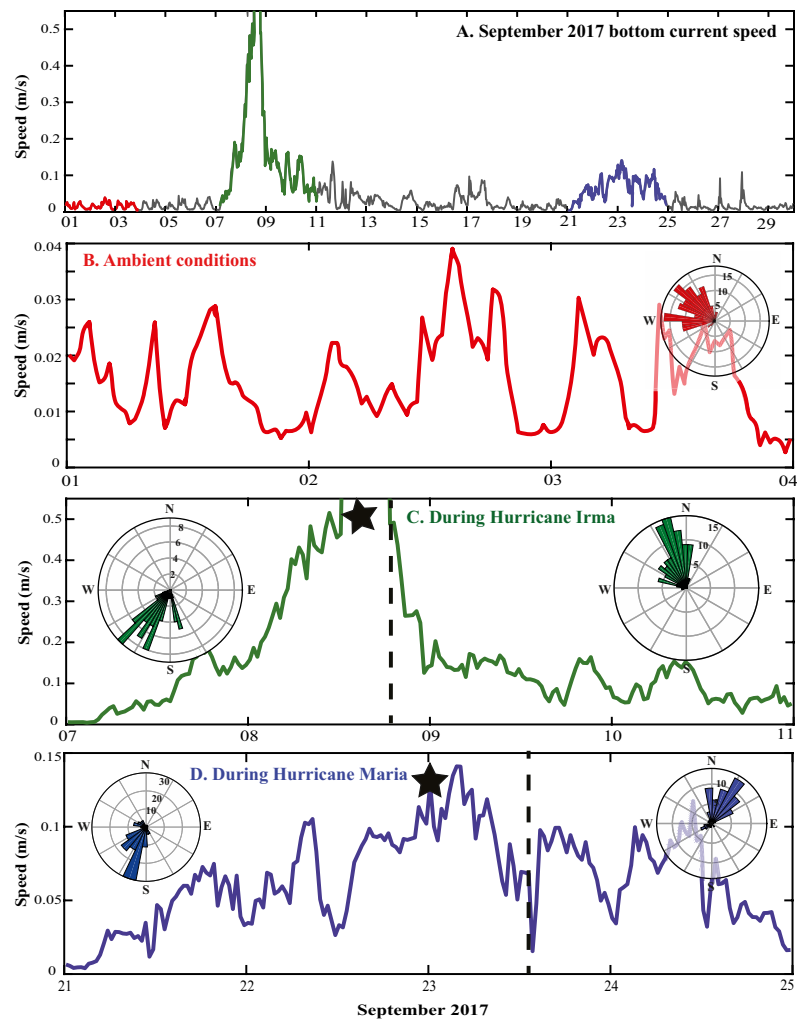 A. September 2017 bottom current speed
Speed (m/s)
0.5
0.4
0.3
0.2
0.1
0
01 03 05 07 09 11 13 15 17 19 21 23 25 27 29
B. Ambient conditions
Speed (m/s)
0.04
0.03
0.02
0.01
0
N
15
10
5
W
E
S
01 02 03 04
C. During Hurricane Irma
Speed (m/s)
0.5
0.4
0.3
0.2
0.1
0
N
8
6
4
2
W
E
S
N
15
10
5
W
E
S
07 08 09 10 11
D. During Hurricane Maria
Speed (m/s)
0.15
0.1
0.05
0
N
30
20
10
W
E
S
N
10
W
E
S
21 22 23 24 25
September 2017